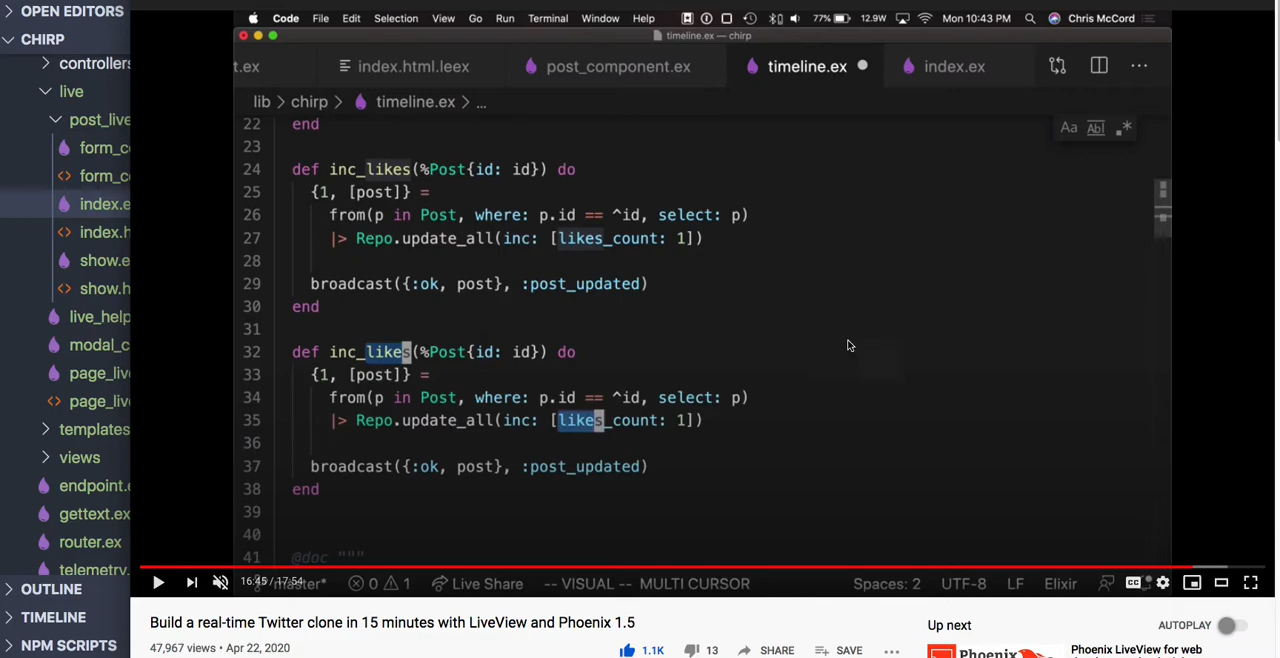 OPEN EDITORS
CHIRP
controllers
live
post_live
form_c
form_c
index.e
index.h
show.e
show.h
live_help
modal_c
page_liv
page_liv
templates
views
endpoint.
gettext.ex
router.ex
telemetry.
OUTLINE
TIMELINE
NPM SCRIPTS
Code File Edit Selection View Go Run Terminal Window Help 77% 12.9W Mon 10:43 PM Chris McCord
timeline.ex — chirp
t.ex index.html.leex post_component.ex timeline.ex index.ex
lib > chirp > timeline.ex > ...
Aa Abl .*
22 end
23
24 def inc_likes(%Post{id: id}) do
25 {1, [post]} =
26 from(p in Post, where: p.id == ^id, select: p)
27 |> Repo.update_all(inc: [likes_count: 1])
28
29 broadcast({:ok, post}, :post_updated)
30 end
31
32 def inc_likes(%Post{id: id}) do
33 {1, [post]} =
34 from(p in Post, where: p.id == ^id, select: p)
35 |> Repo.update_all(inc: [likes_count: 1])
36
37 broadcast({:ok, post}, :post_updated)
38 end
39
40
41 @doc """
16:45 / 17:54 master* 0 1 Live Share -- VISUAL -- MULTI CURSOR Spaces: 2 UTF-8 LF Elixir CC
Build a real-time Twitter clone in 15 minutes with LiveView and Phoenix 1.5
47,967 views • Apr 22, 2020
1.1K 13 SHARE SAVE ...
Up next AUTOPLAY
Phoenix
Phoenix LiveView for web